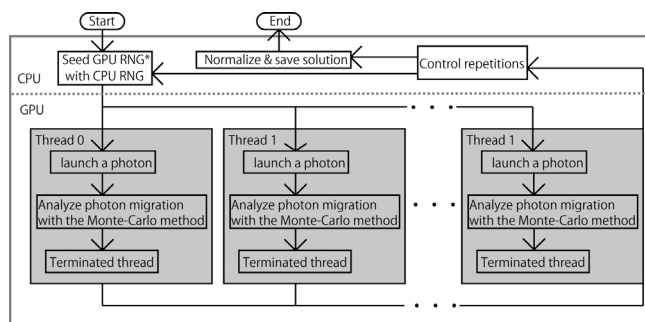 Start
End
Seed GPU RNG*
with CPU RNG
Normalize & save solution
Control repetitions
CPU
GPU
Thread 0
launch a photon
Analyze photon migration
with the Monte-Carlo method
Terminated thread
Thread 1
launch a photon
Analyze photon migration
with the Monte-Carlo method
Terminated thread
Thread 1
launch a photon
Analyze photon migration
with the Monte-Carlo method
Terminated thread